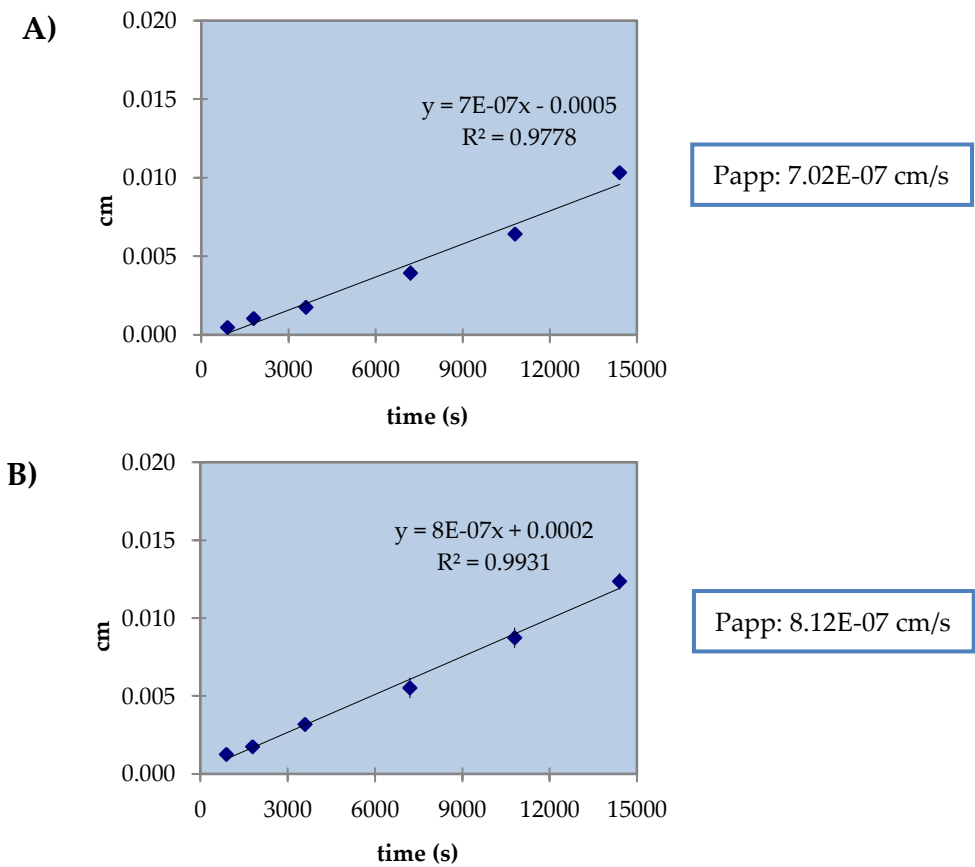 A)
0.020
0.015
0.010
0.005
0.000
cm
y = 7E-07x - 0.0005
R² = 0.9778
0 3000 6000 9000 12000 15000
time (s)
Papp: 7.02E-07 cm/s
B)
0.020
0.015
0.010
0.005
0.000
cm
y = 8E-07x + 0.0002
R² = 0.9931
0 3000 6000 9000 12000 15000
time (s)
Papp: 8.12E-07 cm/s